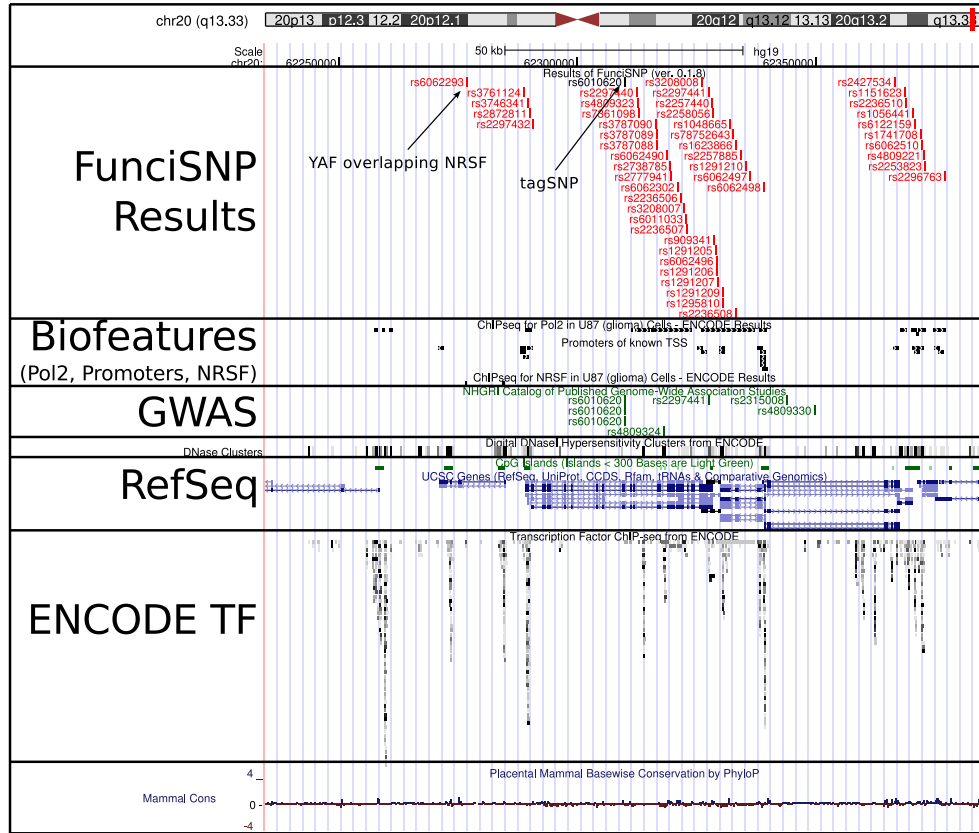 chr20 (q13.33)
20p13 p12.3 12.2 20p12.1 20q12 q13.12 13.13 20q13.2 q13.33
Scale 50 kb hg19
chr20: 62250000 62300000 62350000
Results of FunciSNP (ver. 0.1.8)
rs6062293 rs6010620 rs3208008 rs2427534
rs3761124 rs2297440 rs2297441 rs1151623
rs3746341 rs4809323 rs2257440 rs2236510
rs2872811 rs7361098 rs2258056 rs1056441
rs2297432 rs3787090 rs1048665 rs6122159
rs3787089 rs78752643 rs1741708
rs3787088 rs1623866 rs6062510
YAF overlapping NRSF
rs6062490 rs2257885 rs4809221
rs2738785 rs1291210 rs2253823
rs2777941 rs6062497 rs2296763
tagSNP
rs6062302 rs6062498
rs2236506
rs3208007
rs6011033
rs2236507
rs909341
rs1291205
rs6062496
rs1291206
rs1291207
rs1291209
rs1295810
rs2236508
FunciSNP
Results
ChIPseq for Pol2 in U87 (glioma) Cells - ENCODE Results
Promoters of known TSS
ChIPseq for NRSF in U87 (glioma) Cells - ENCODE Results
Biofeatures
(Pol2, Promoters, NRSF)
NHGRI Catalog of Published Genome-Wide Association Studies
rs6010620 rs2297441 rs2315008
rs6010620 rs4809330
rs6010620
rs4809324
GWAS
Digital DNaseI Hypersensitivity Clusters from ENCODE
DNase Clusters
CpG Islands (Islands < 300 Bases are Light Green)
UCSC Genes (RefSeq, UniProt, CCDS, Rfam, tRNAs & Comparative Genomics)
RefSeq
Transcription Factor ChIP-seq from ENCODE
ENCODE TF
Placental Mammal Basewise Conservation by PhyloP
4
Mammal Cons 0
-4